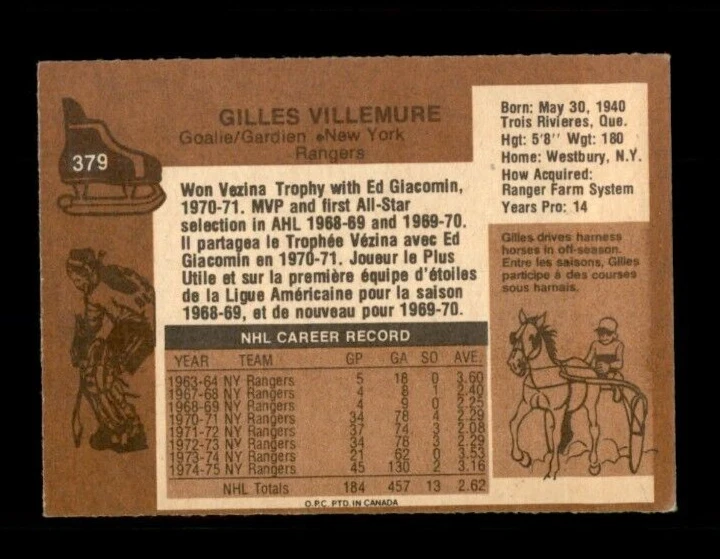 379
GILLES VILLEMURE
Goalie/Gardien • New York
Rangers
Born: May 30, 1940
Trois Rivieres, Que.
Hgt: 5'8'' Wgt: 180
Home: Westbury, N.Y.
How Acquired:
Ranger Farm System
Years Pro: 14
Won Vezina Trophy with Ed Giacomin,
1970-71. MVP and first All-Star
selection in AHL 1968-69 and 1969-70.
Il partagea le Trophée Vézina avec Ed
Giacomin en 1970-71. Joueur le Plus
Utile et sur la première équipe d'étoiles
de la Ligue Américaine pour la saison
1968-69, et de nouveau pour 1969-70.
Gilles drives harness
horses in off-season.
Entre les saisons, Gilles
participe à des courses
sous harnais.
NHL CAREER RECORD
YEAR TEAM GP GA SO AVE.
1963-64 NY Rangers 5 18 0 3.60
1967-68 NY Rangers 4 8 1 2.40
1968-69 NY Rangers 4 9 0 2.25
1970-71 NY Rangers 34 78 4 2.29
1971-72 NY Rangers 37 74 3 2.08
1972-73 NY Rangers 34 78 3 2.29
1973-74 NY Rangers 21 62 0 3.53
1974-75 NY Rangers 45 130 2 3.16
NHL Totals 184 457 13 2.62
O.P.C. PTD. IN CANADA